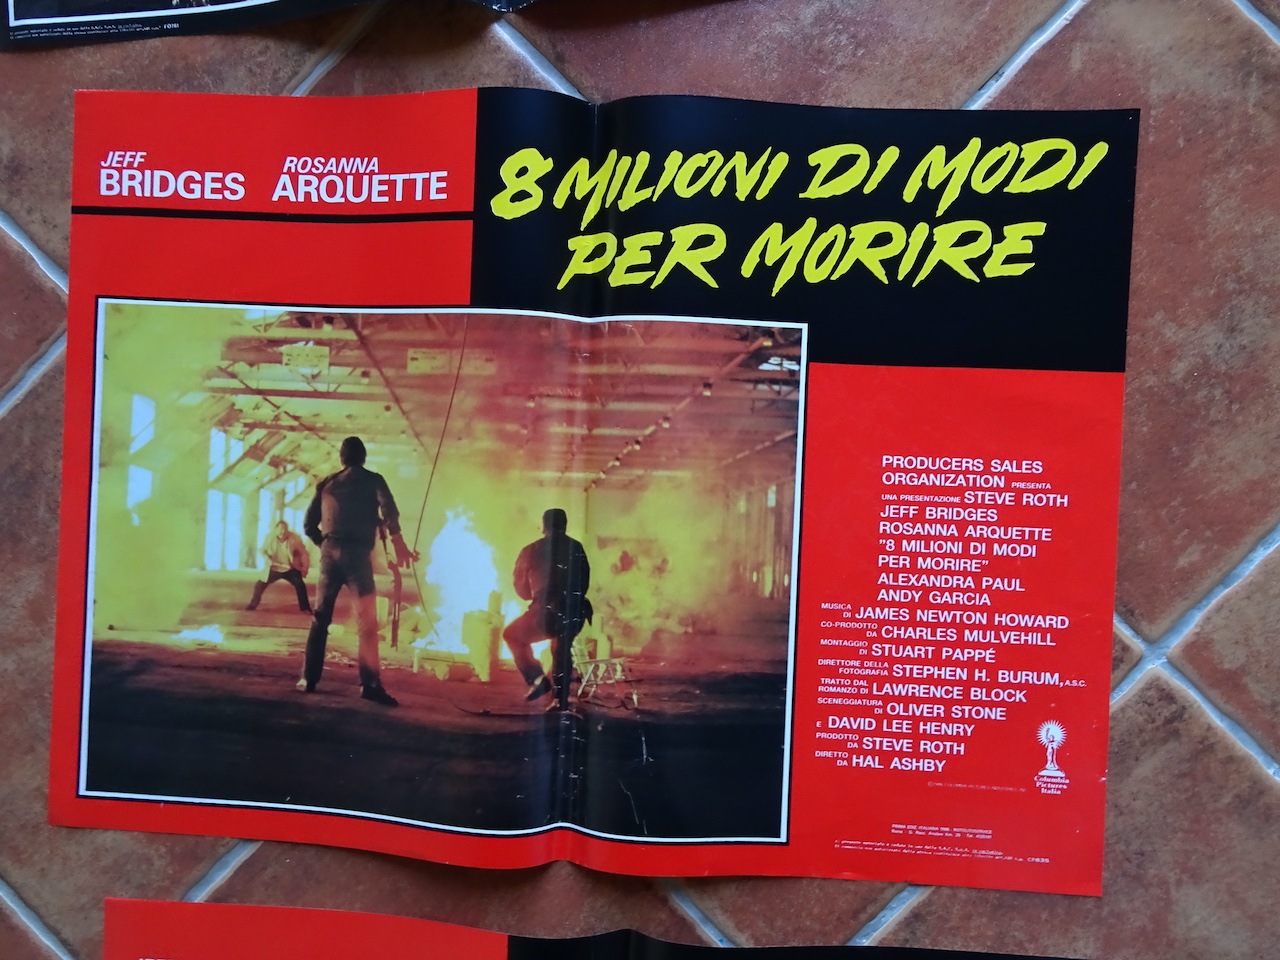 JEFF
BRIDGES
ROSANNA
ARQUETTE
8 MILIONI DI MODI
PER MORIRE
PRODUCERS SALES
ORGANIZATION PRESENTA
UNA PRESENTAZIONE STEVE ROTH
JEFF BRIDGES
ROSANNA ARQUETTE
"8 MILIONI DI MODI
PER MORIRE"
ALEXANDRA PAUL
ANDY GARCIA
MUSICA DI JAMES NEWTON HOWARD
CO-PRODOTTO DA CHARLES MULVEHILL
MONTAGGIO DI STUART PAPPÉ
DIRETTORE DELLA FOTOGRAFIA STEPHEN H. BURUM, A.S.C.
TRATTO DAL ROMANZO DI LAWRENCE BLOCK
SCENEGGIATURA DI OLIVER STONE
E DAVID LEE HENRY
PRODOTTO DA STEVE ROTH
DIRETTO DA HAL ASHBY
Columbia
Pictures
Italia